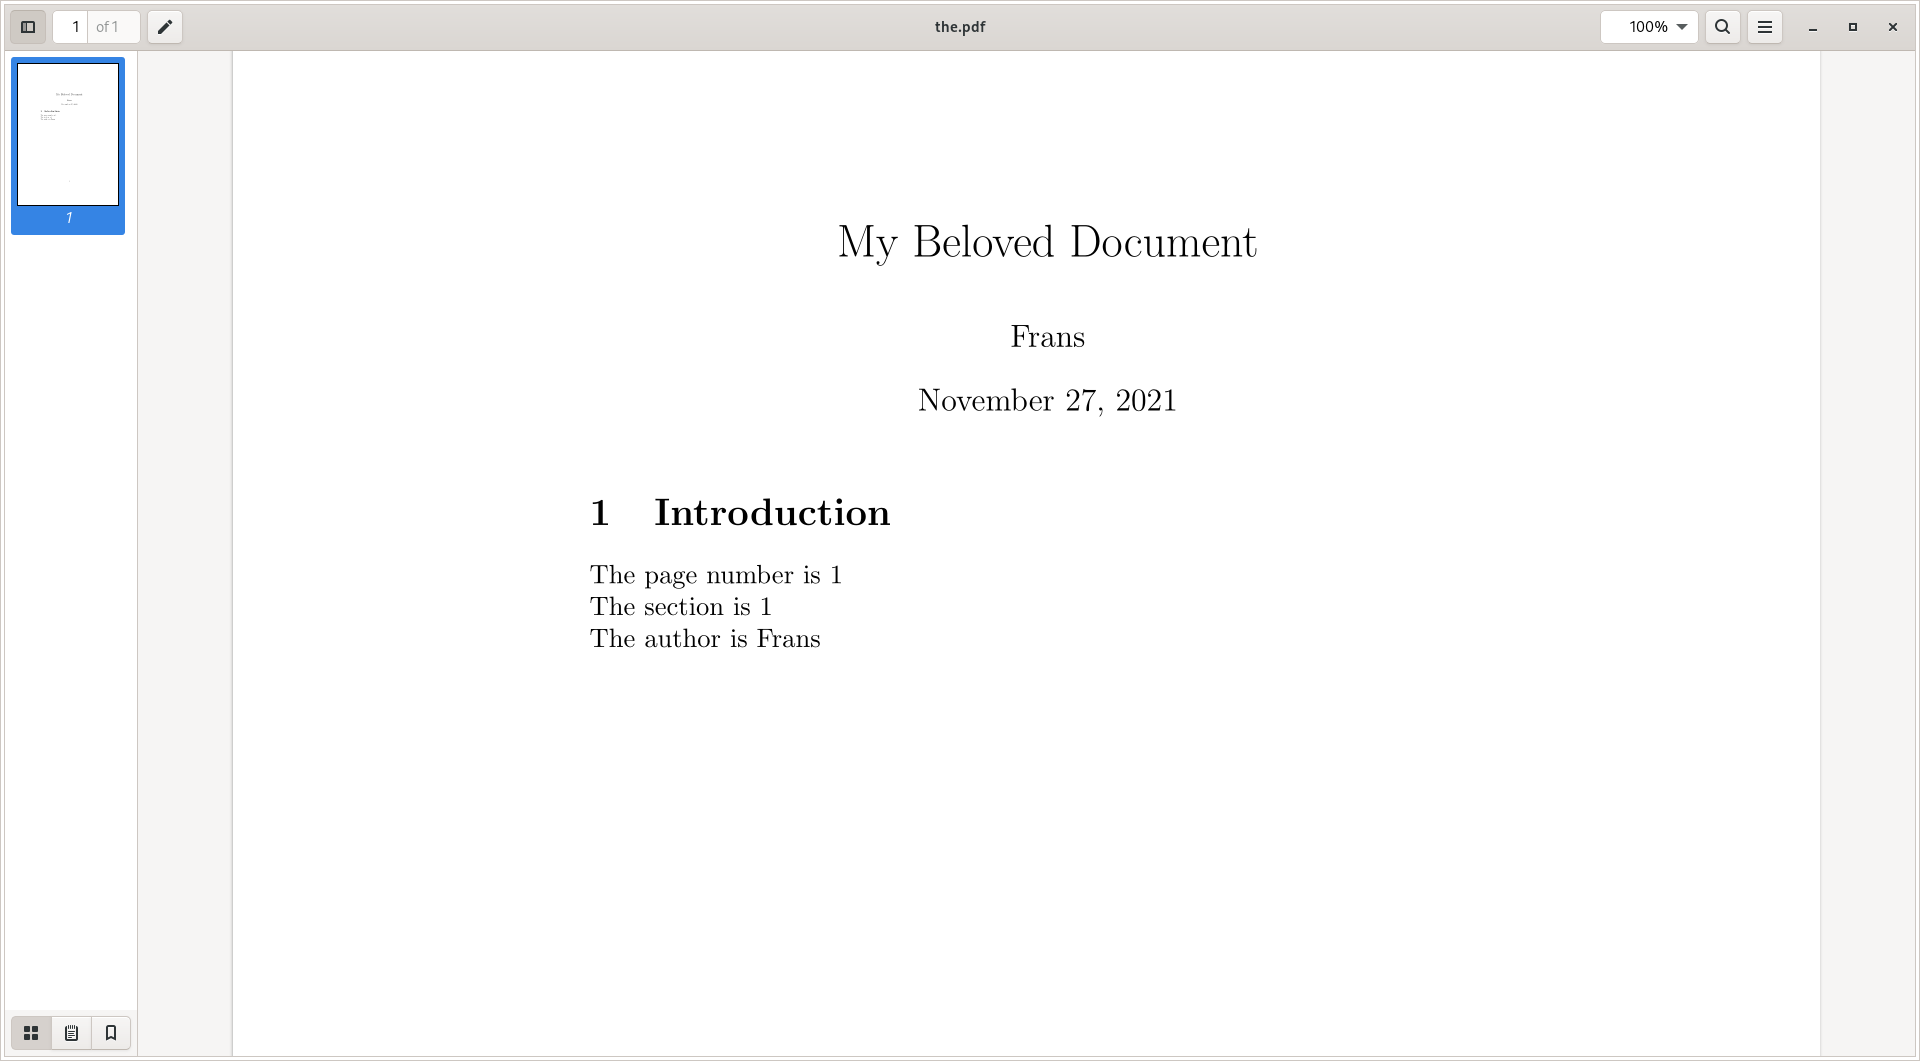 1 of 1
the.pdf
100%
1
My Beloved Document
Frans
November 27, 2021
1 Introduction
The page number is 1
The section is 1
The author is Frans